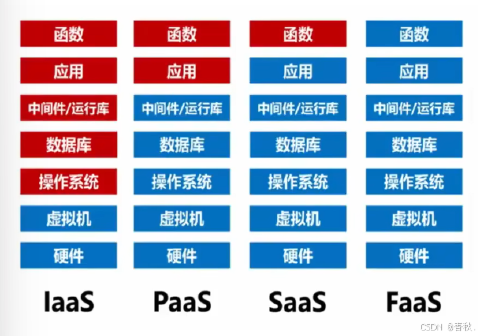 函数 函数 函数 函数
应用 应用 应用 应用
中间件/运行库 中间件/运行库 中间件/运行库 中间件/运行库
数据库 数据库 数据库 数据库
操作系统 操作系统 操作系统 操作系统
虚拟机 虚拟机 虚拟机 虚拟机
硬件 硬件 硬件 硬件
IaaS PaaS SaaS FaaS
CSDN @晋秋.